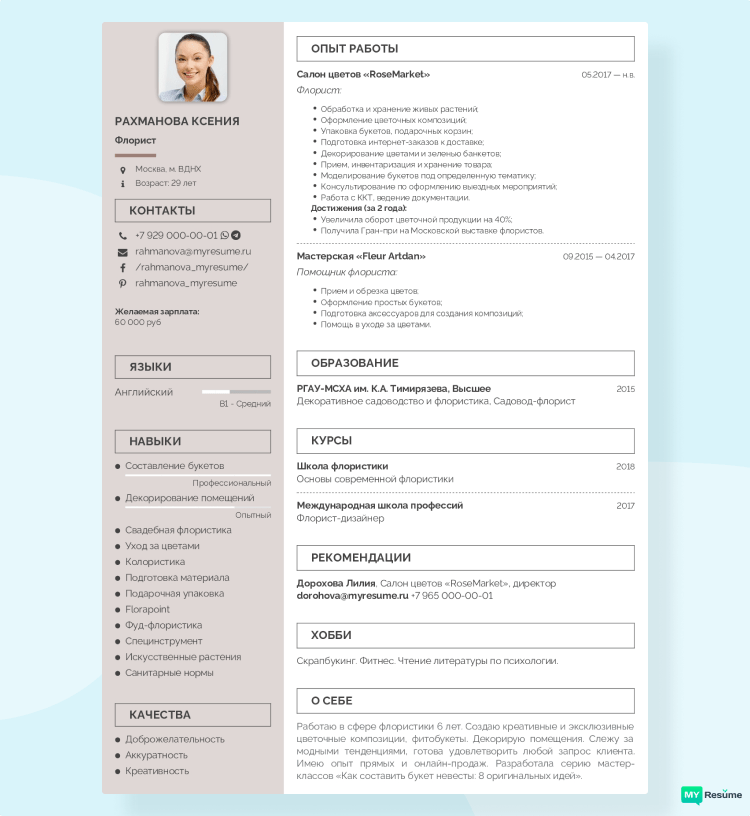 РАХМАНОВА КСЕНИЯ
Флорист
Москва, м. ВДНХ
Возраст: 29 лет
КОНТАКТЫ
+7 929 000-00-01
rahmanova@myresume.ru
/rahmanova_myresume/
rahmanova_myresume
Желаемая зарплата:
60 000 руб
ЯЗЫКИ
Английский
B1 - Средний
НАВЫКИ
Составление букетов
Профессиональный
Декорирование помещений
Опытный
Свадебная флористика
Уход за цветами
Колористика
Подготовка материала
Подарочная упаковка
Florapoint
Фуд-флористика
Специнструмент
Искусственные растения
Санитарные нормы
КАЧЕСТВА
Доброжелательность
Аккуратность
Креативность
ОПЫТ РАБОТЫ
Салон цветов «RoseMarket» 05.2017 — н.в.
Флорист:
Обработка и хранение живых растений;
Оформление цветочных композиций;
Упаковка букетов, подарочных корзин;
Подготовка интернет-заказов к доставке;
Декорирование цветами и зеленью банкетов;
Прием, инвентаризация и хранение товара;
Моделирование букетов под определенную тематику;
Консультирование по оформлению выездных мероприятий;
Работа с ККТ, ведение документации.
Достижения (за 2 года):
Увеличила оборот цветочной продукции на 40%;
Получила Гран-при на Московской выставке флористов.
Мастерская «Fleur Artdan» 09.2015 — 04.2017
Помощник флориста:
Прием и обрезка цветов;
Оформление простых букетов;
Подготовка аксессуаров для создания композиций;
Помощь в уходе за цветами.
ОБРАЗОВАНИЕ
РГАУ-МСХА им. К.А. Тимирязева, Высшее 2015
Декоративное садоводство и флористика, Садовод-флорист
КУРСЫ
Школа флористики 2018
Основы современной флористики
Международная школа профессий 2017
Флорист-дизайнер
РЕКОМЕНДАЦИИ
Дорохова Лилия, Салон цветов «RoseMarket», директор
dorohova@myresume.ru +7 965 000-00-01
ХОББИ
Скрапбукинг. Фитнес. Чтение литературы по психологии.
О СЕБЕ
Работаю в сфере флористики 6 лет. Создаю креативные и эксклюзивные
цветочные композиции, фитобукеты. Декорирую помещения. Слежу за
модными тенденциями, готова удовлетворить любой запрос клиента.
Имею опыт прямых и онлайн-продаж. Разработала серию мастер-
классов «Как составить букет невесты: 8 оригинальных идей».
MY Resume